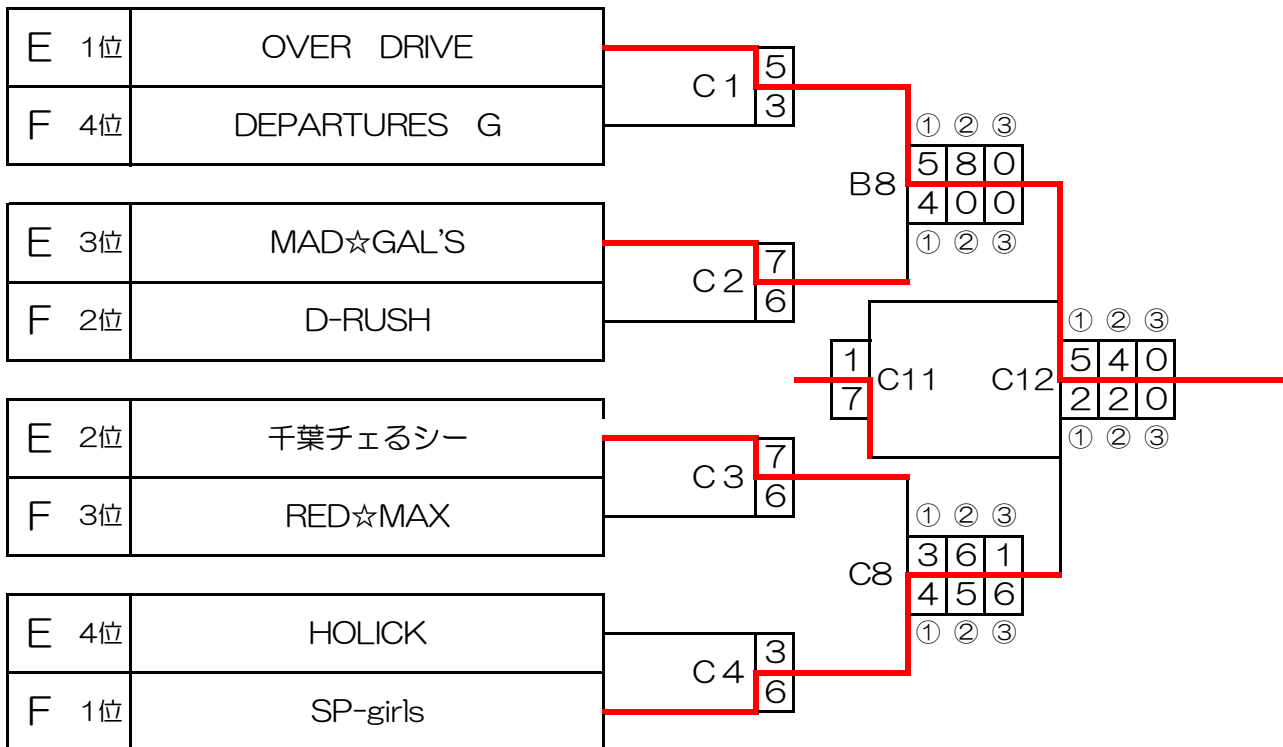 E 1位 OVER DRIVE
F 4位 DEPARTURES G
C1
5
3
E 3位 MAD☆GAL'S
F 2位 D-RUSH
C2
7
6
E 2位 千葉チェるシー
F 3位 RED☆MAX
C3
7
6
E 4位 HOLICK
F 1位 SP-girls
C4
3
6
① ② ③
B8
5 8 0
4 0 0
① ② ③
① ② ③
C8
3 6 1
4 5 6
① ② ③
1
7
C11
C12
① ② ③
5 4 0
2 2 0
① ② ③